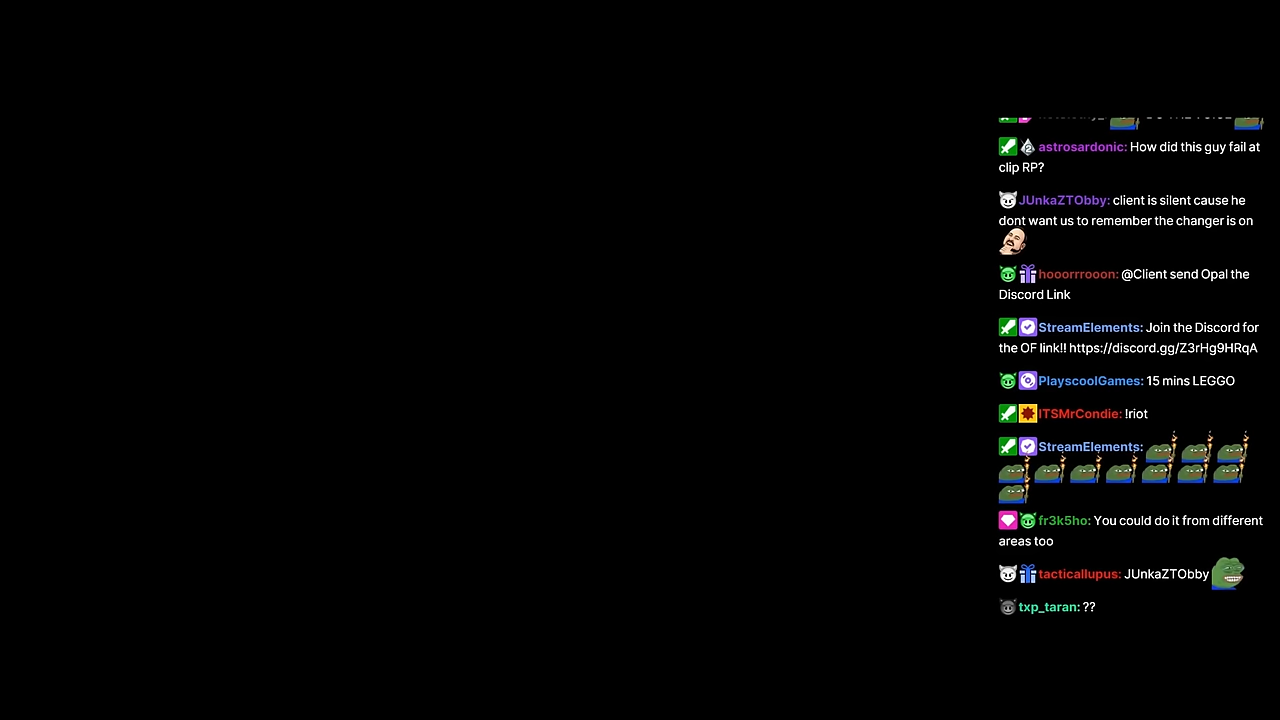 astrosardonic: How did this guy fail at
clip RP?
JUnkaZTObby: client is silent cause he
dont want us to remember the changer is on
hooorrrooon: @Client send Opal the
Discord Link
StreamElements: Join the Discord for
the OF link!! https://discord.gg/Z3rHg9HRqA
PlayscoolGames: 15 mins LEGGO
ITSMrCondie: !riot
StreamElements:
fr3k5ho: You could do it from different
areas too
tacticallupus: JUnkaZTObby
txp_taran: ??